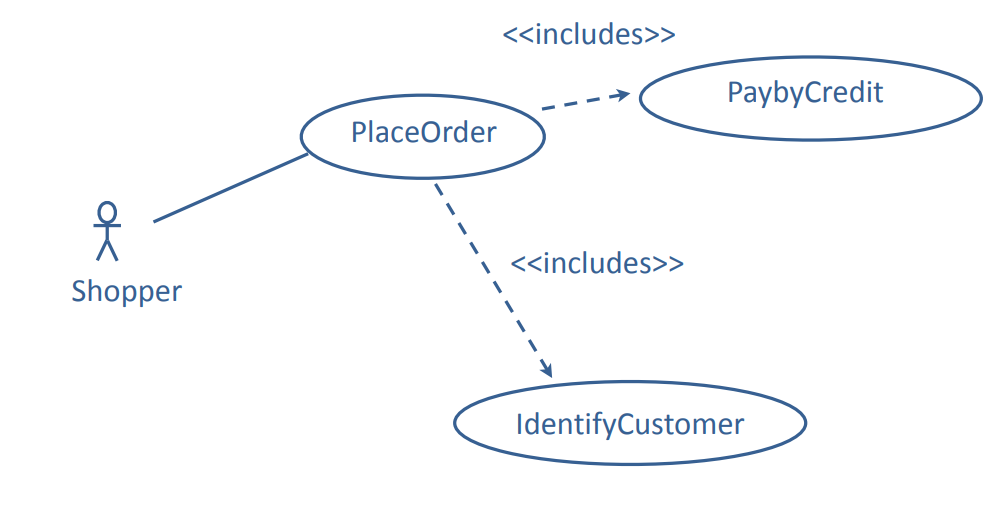 <<includes>>
PaybyCredit
PlaceOrder
<<includes>>
Shopper
IdentifyCustomer